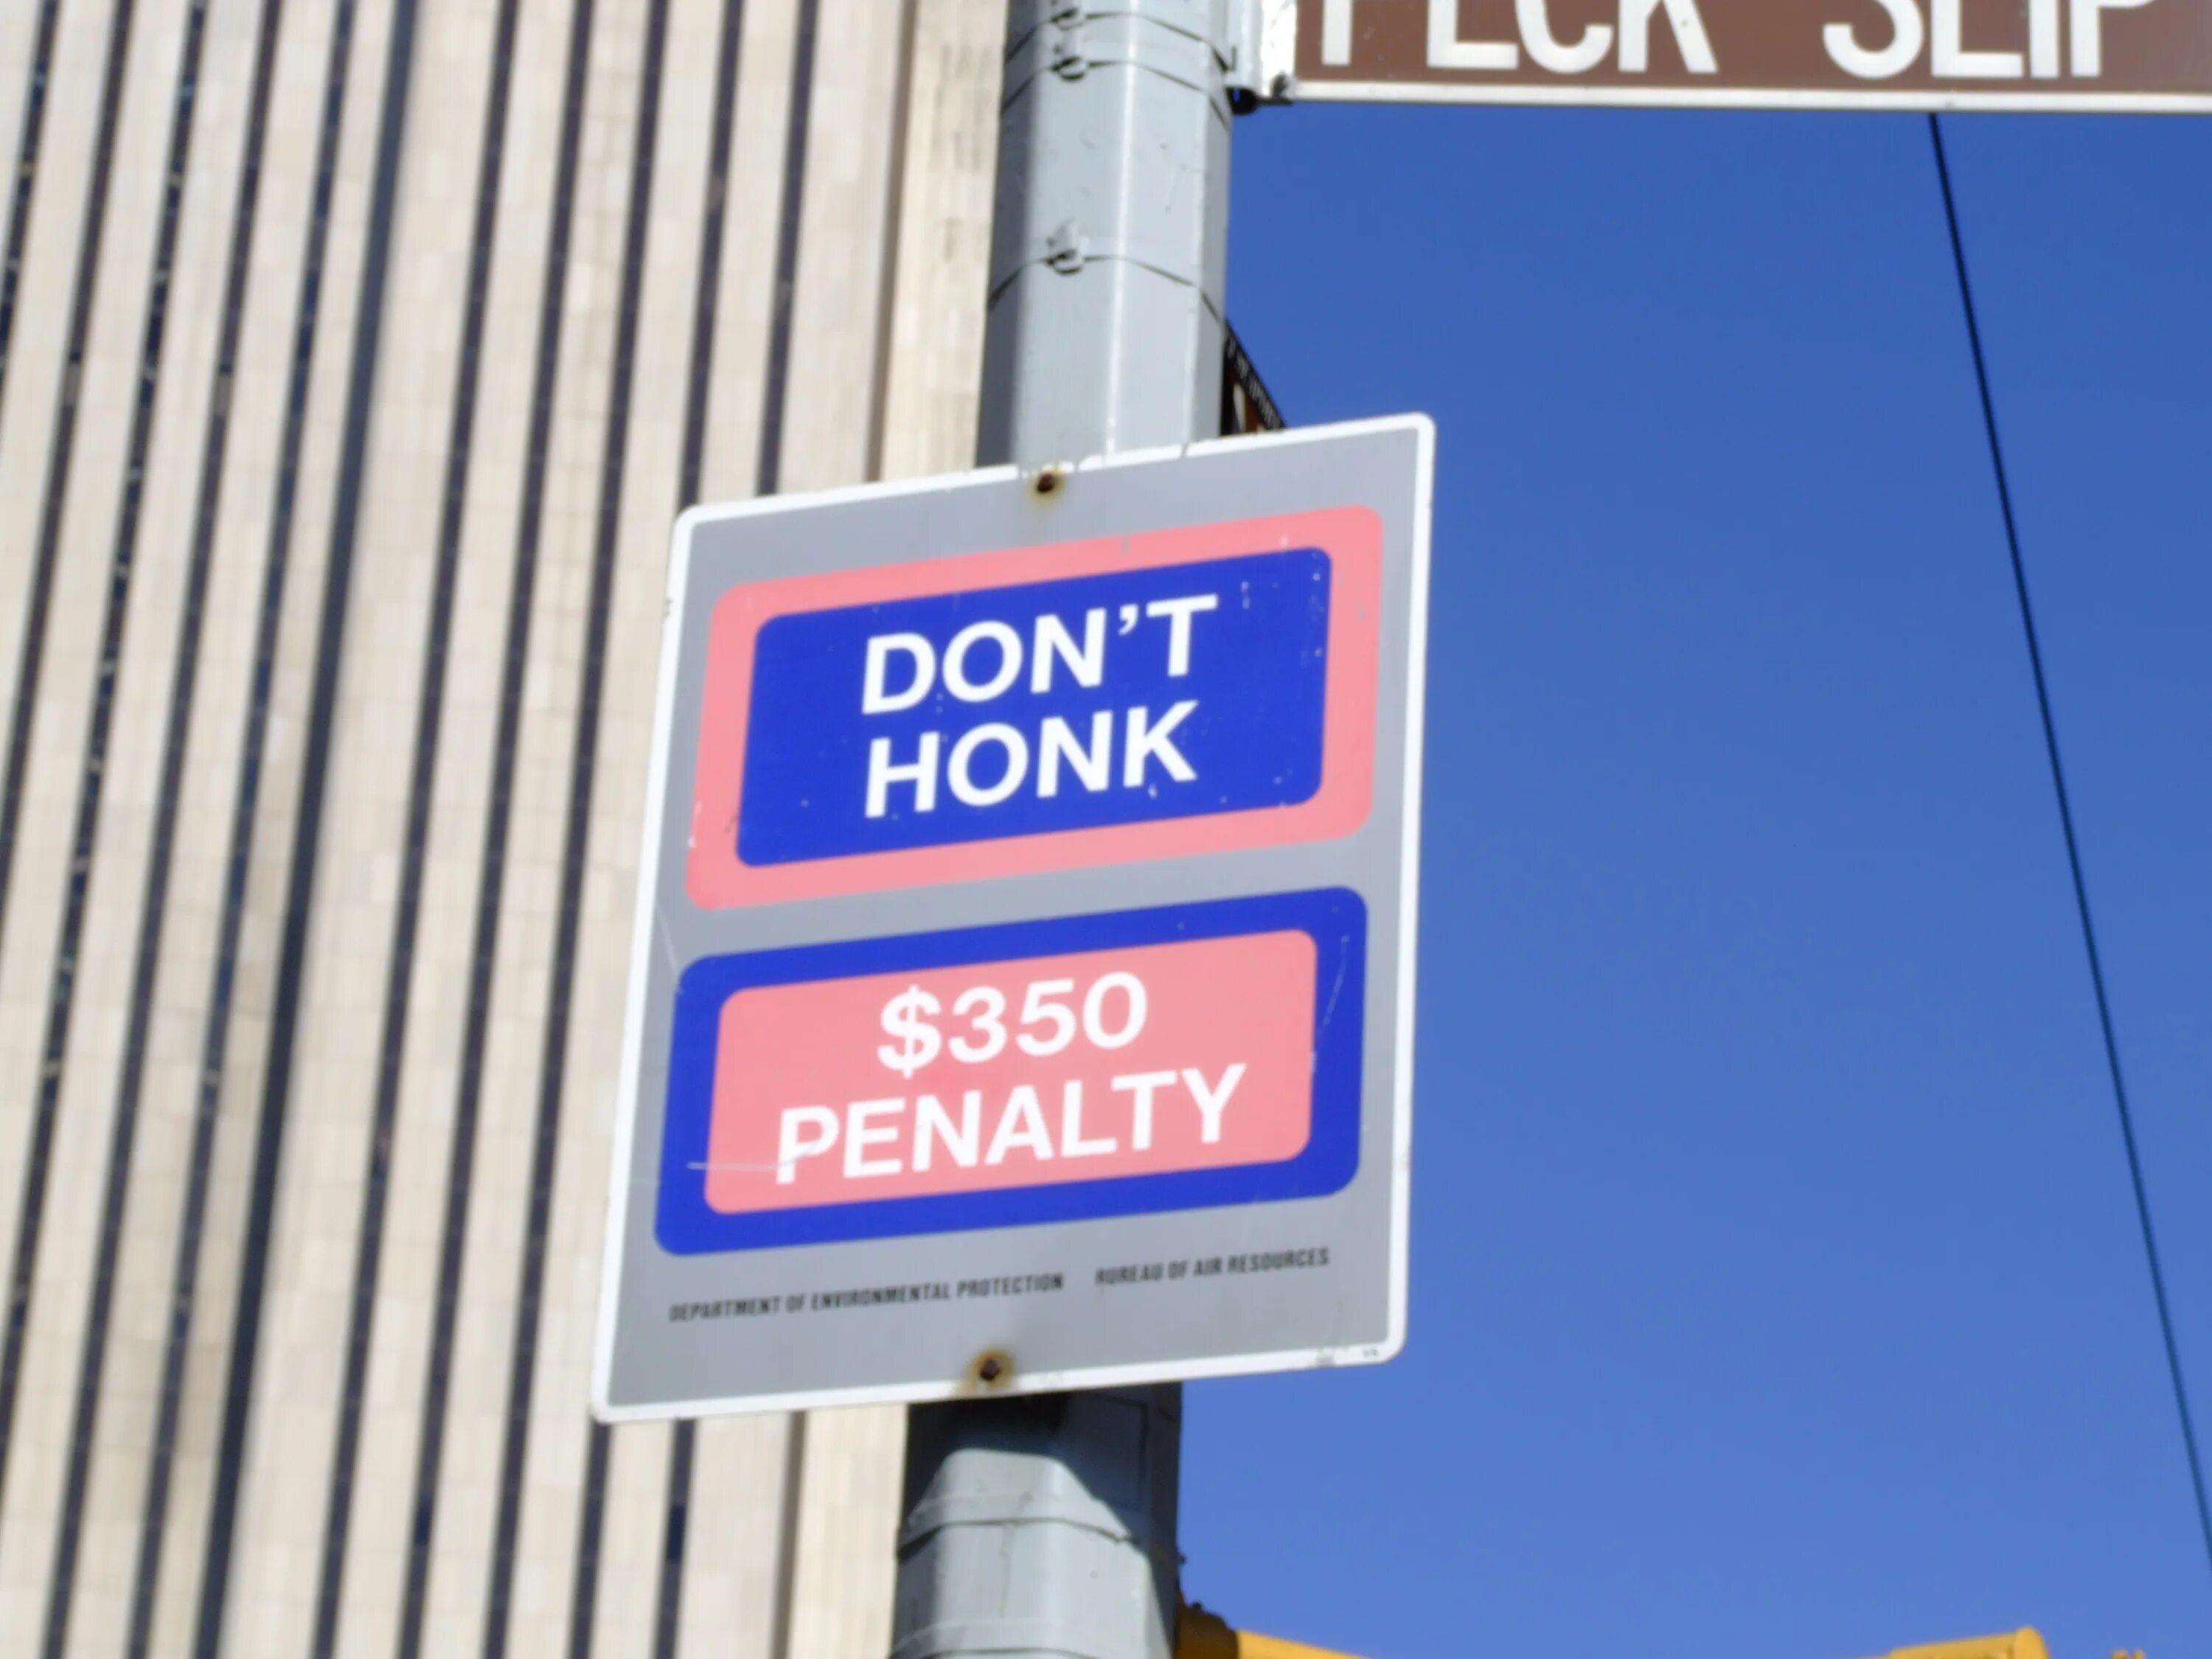 PECK SLIP
DON'T
HONK
$350
PENALTY
DEPARTMENT OF ENVIRONMENTAL PROTECTION BUREAU OF AIR RESOURCES